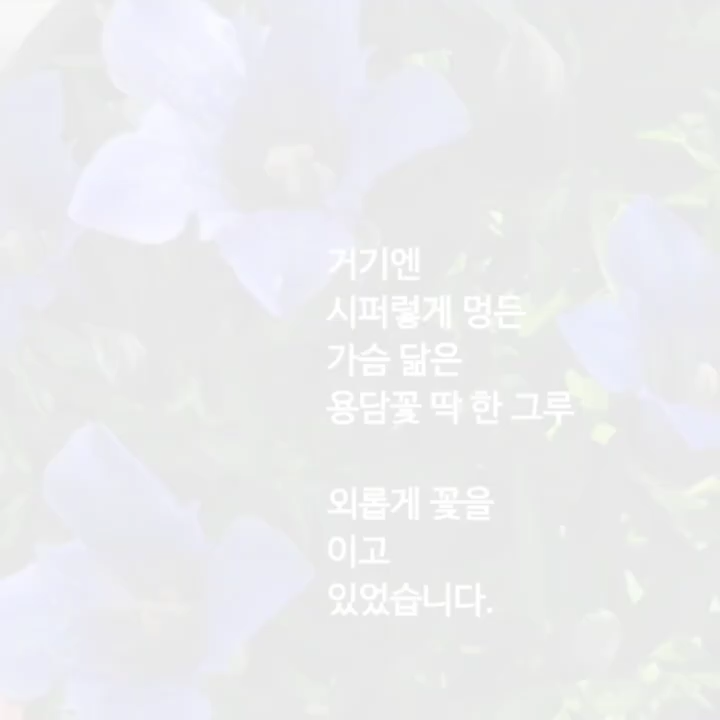 거기엔
시퍼렇게 멍든
가슴 닮은
용담꽃 딱 한 그루
외롭게 꽃을
이고
있었습니다.